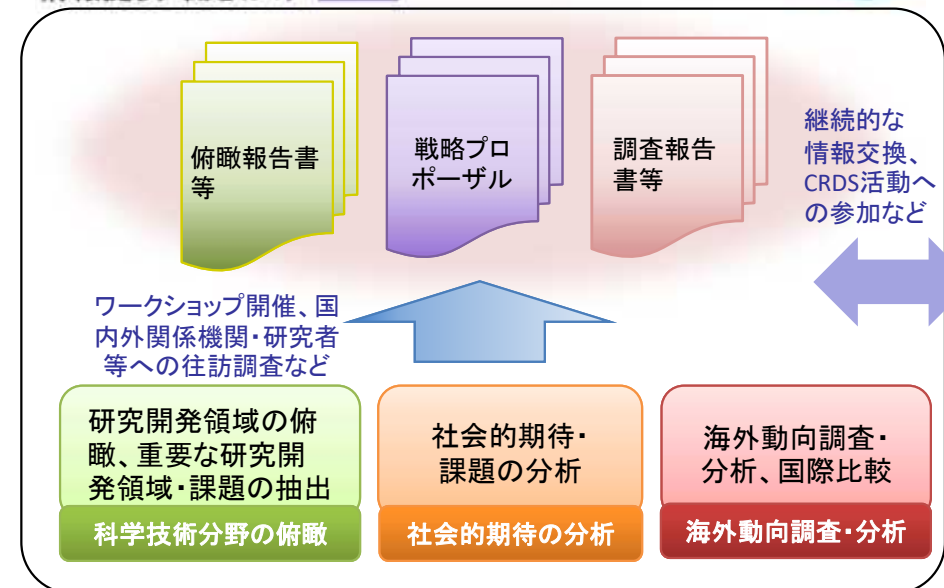 俯瞰報告書
等
戦略プロ
ポーザル
調査報告
書等
継続的な
情報交換、
CRDS活動へ
の参加など
ワークショップ開催、国
内外関係機関・研究者
等への往訪調査など
研究開発領域の俯
瞰、重要な研究開
発領域・課題の抽出
科学技術分野の俯瞰
社会的期待・
課題の分析
社会的期待の分析
海外動向調査・
分析、国際比較
海外動向調査・分析